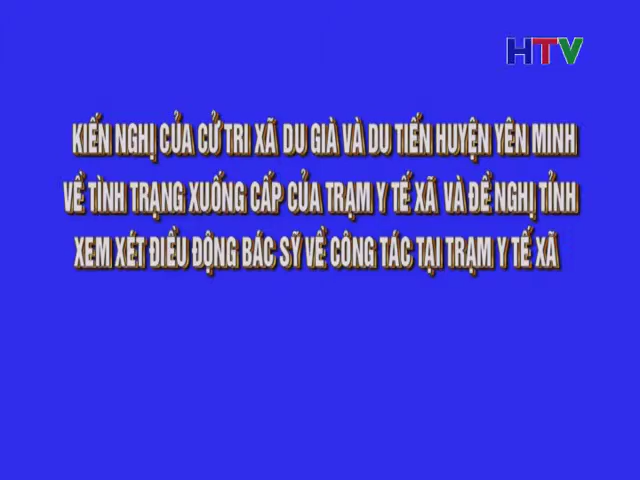 HTV
KIẾN NGHỊ CỦA CỬ TRI XÃ DU GIÀ VÀ DU TIẾN HUYỆN YÊN MINH
VỀ TÌNH TRẠNG XUỐNG CẤP CỦA TRẠM Y TẾ XÃ VÀ ĐỀ NGHỊ TỈNH
XEM XÉT ĐIỀU ĐỘNG BÁC SỸ VỀ CÔNG TÁC TẠI TRẠM Y TẾ XÃ